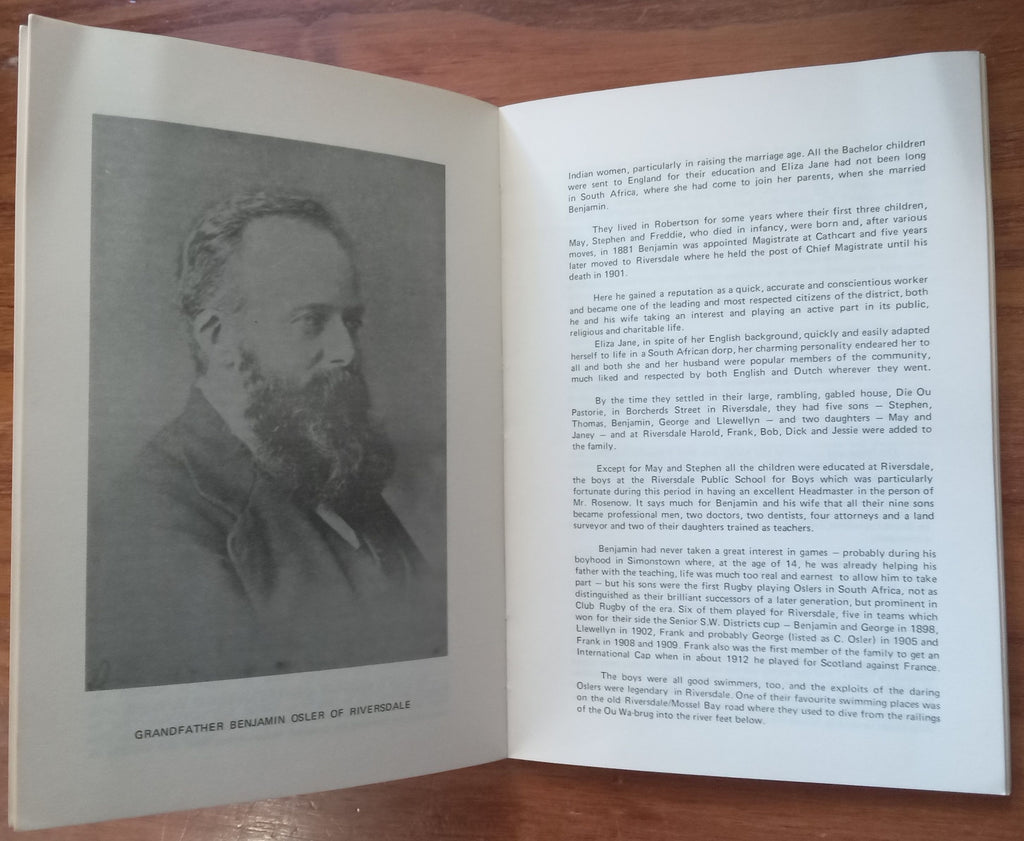 GRANDFATHER BENJAMIN OSLER OF RIVERSDALE
Indian women, particularly in raising the marriage age. All the Bachelor children
were sent to England for their education and Eliza Jane had not been long
in South Africa, where she had come to join her parents, when she married
Benjamin.
They lived in Robertson for some years where their first three children,
May, Stephen and Freddie, who died in infancy, were born and, after various
moves, in 1881 Benjamin was appointed Magistrate at Cathcart and five years
later moved to Riversdale where he held the post of Chief Magistrate until his
death in 1901.
Here he gained a reputation as a quick, accurate and conscientious worker
and became one of the leading and most respected citizens of the district, both
he and his wife taking an interest and playing an active part in its public,
religious and charitable life.
Eliza Jane, in spite of her English background, quickly and easily adapted
herself to life in a South African dorp, her charming personality endeared her to
all and both she and her husband were popular members of the community,
much liked and respected by both English and Dutch wherever they went.
By the time they settled in their large, rambling, gabled house, Die Ou
Pastorie, in Borcherds Street in Riversdale, they had five sons — Stephen,
Thomas, Benjamin, George and Llewellyn — and two daughters — May and
Janey — and at Riversdale Harold, Frank, Bob, Dick and Jessie were added to
the family.
Except for May and Stephen all the children were educated at Riversdale,
the boys at the Riversdale Public School for Boys which was particularly
fortunate during this period in having an excellent Headmaster in the person of
Mr. Rosenow. It says much for Benjamin and his wife that all their nine sons
became professional men, two doctors, two dentists, four attorneys and a land
surveyor and two of their daughters trained as teachers.
Benjamin had never taken a great interest in games — probably during his
boyhood in Simonstown where, at the age of 14, he was already helping his
father with the teaching, life was much too real and earnest to allow him to take
part — but his sons were the first Rugby playing Oslers in South Africa, not as
distinguished as their brilliant successors of a later generation, but prominent in
Club Rugby of the era. Six of them played for Riversdale, five in teams which
won for their side the Senior S.W. Districts cup — Benjamin and George in 1898,
Llewellyn in 1902, Frank and probably George (listed as C. Osler) in 1905 and
Frank in 1908 and 1909. Frank also was the first member of the family to get an
International Cap when in about 1912 he played for Scotland against France.
The boys were all good swimmers, too, and the exploits of the daring
Oslers were legendary in Riversdale. One of their favourite swimming places was
on the old Riversdale/Mossel Bay road where they used to dive from the railings
of the Ou Wa-brug into the river feet below.